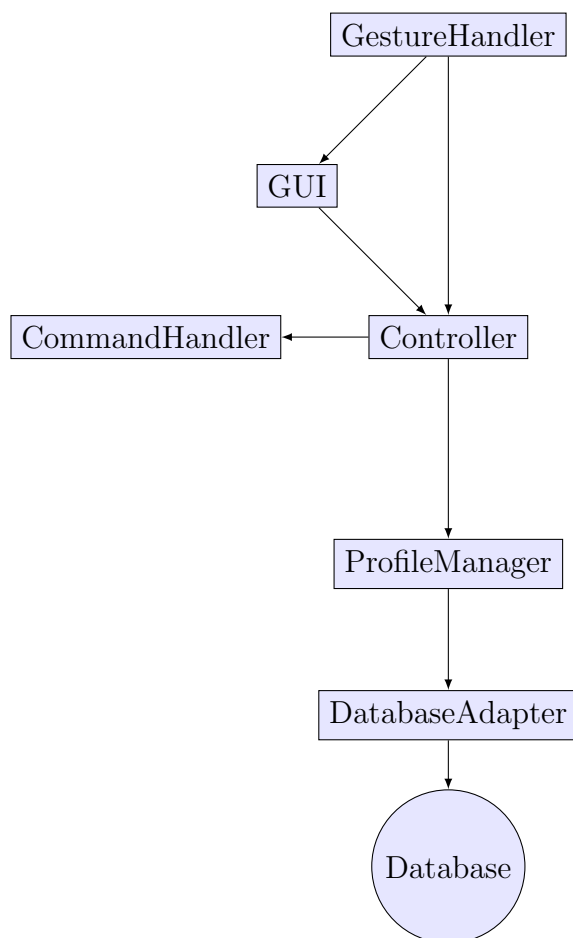 GestureHandler
GUI
CommandHandler
Controller
ProfileManager
DatabaseAdapter
Database